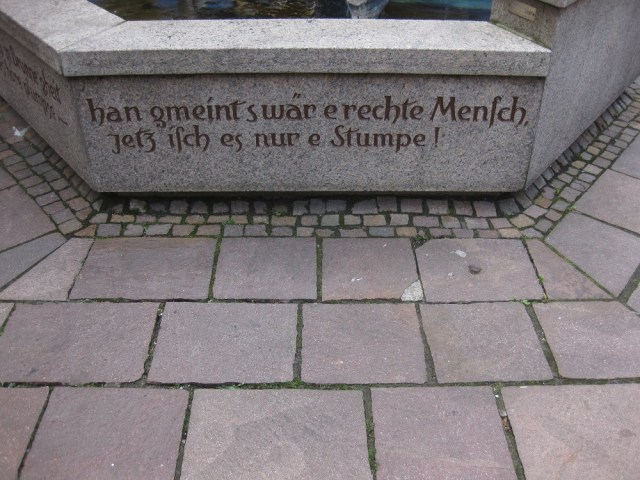 han gmeint s wär e rechte Mensch,
jetz isch es nur e Stumpe!